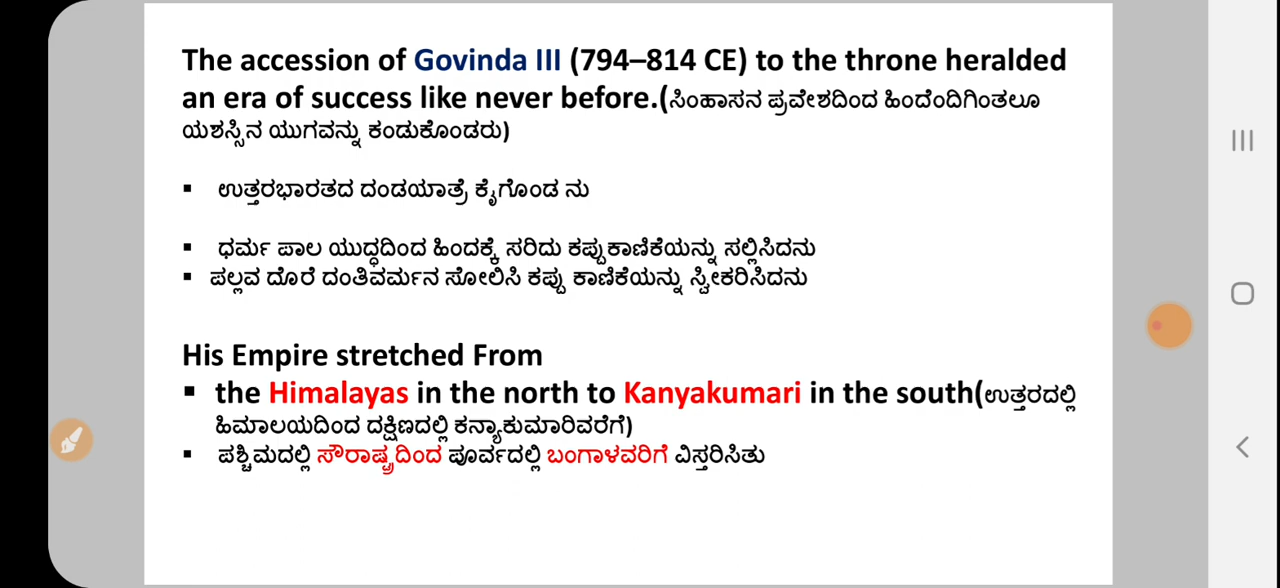 The accession of Govinda III (794–814 CE) to the throne heralded
an era of success like never before.(ಸಿಂಹಾಸನ ಪ್ರವೇಶದಿಂದ ಹಿಂದೆಂದಿಗಿಂತಲೂ
ಯಶಸ್ಸಿನ ಯುಗವನ್ನು ಕಂಡುಕೊಂಡರು)
▪ ಉತ್ತರಭಾರತದ ದಂಡಯಾತ್ರೆ ಕೈಗೊಂಡ ನು
▪ ಧರ್ಮ ಪಾಲ ಯುದ್ಧದಿಂದ ಹಿಂದಕ್ಕೆ ಸರಿದು ಕಪ್ಪುಕಾಣಿಕೆಯನ್ನು ಸಲ್ಲಿಸಿದನು
▪ ಪಲ್ಲವ ದೊರೆ ದಂತಿವರ್ಮನ ಸೋಲಿಸಿ ಕಪ್ಪು ಕಾಣಿಕೆಯನ್ನು ಸ್ವೀಕರಿಸಿದನು
His Empire stretched From
▪ the Himalayas in the north to Kanyakumari in the south(ಉತ್ತರದಲ್ಲಿ
ಹಿಮಾಲಯದಿಂದ ದಕ್ಷಿಣದಲ್ಲಿ ಕನ್ಯಾಕುಮಾರಿವರೆಗೆ)
▪ ಪಶ್ಚಿಮದಲ್ಲಿ ಸೌರಾಷ್ಟ್ರದಿಂದ ಪೂರ್ವದಲ್ಲಿ ಬಂಗಾಳವರಿಗೆ ವಿಸ್ತರಿಸಿತು